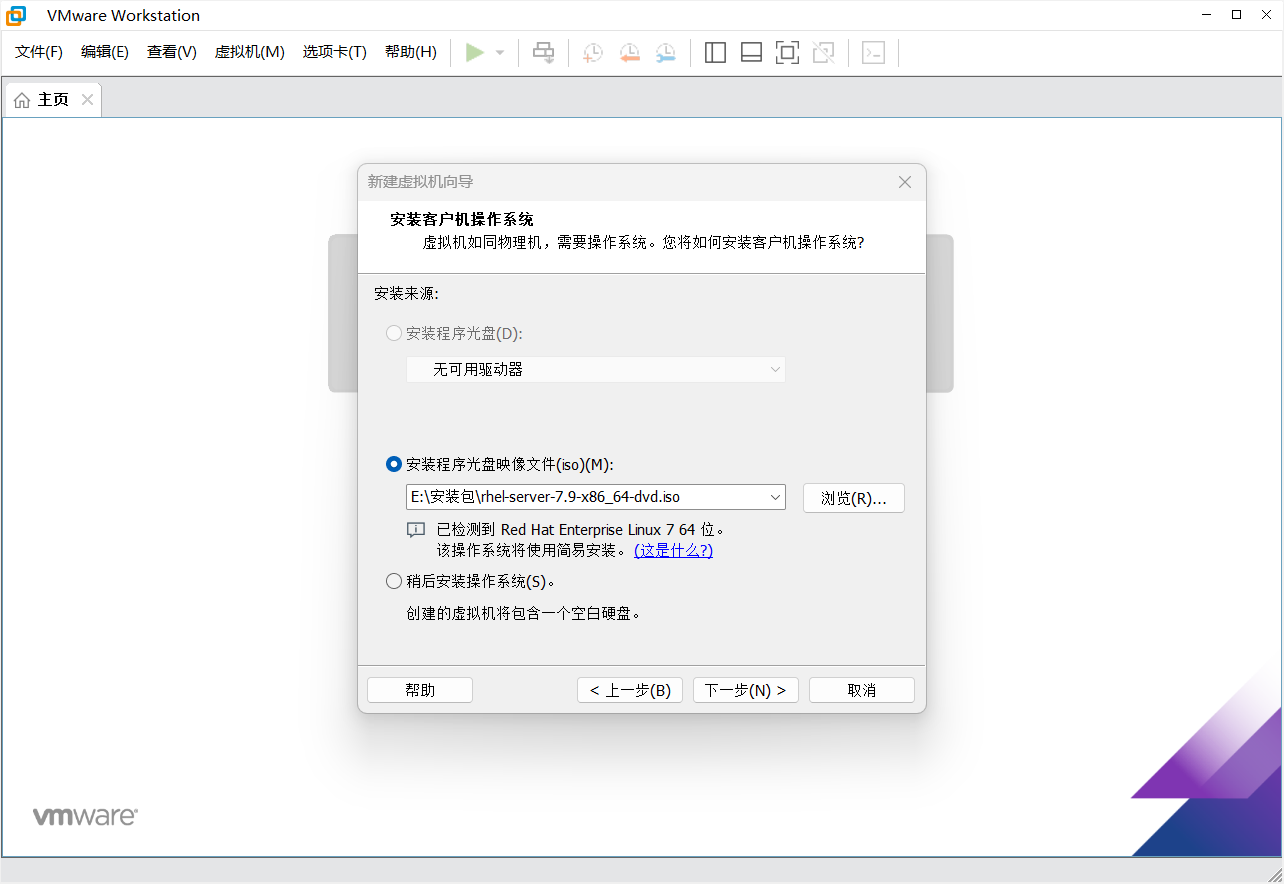 VMware Workstation
文件(F) 编辑(E) 查看(V) 虚拟机(M) 选项卡(T) 帮助(H)
主页
新建虚拟机向导
安装客户机操作系统
虚拟机如同物理机，需要操作系统。您将如何安装客户机操作系统?
安装来源:
安装程序光盘(D):
无可用驱动器
安装程序光盘映像文件(iso)(M):
E:\安装包\rhel-server-7.9-x86_64-dvd.iso
浏览(R)...
已检测到 Red Hat Enterprise Linux 7 64 位。
该操作系统将使用简易安装。(这是什么?)
稍后安装操作系统(S)。
创建的虚拟机将包含一个空白硬盘。
帮助 < 上一步(B) 下一步(N) > 取消
vmware